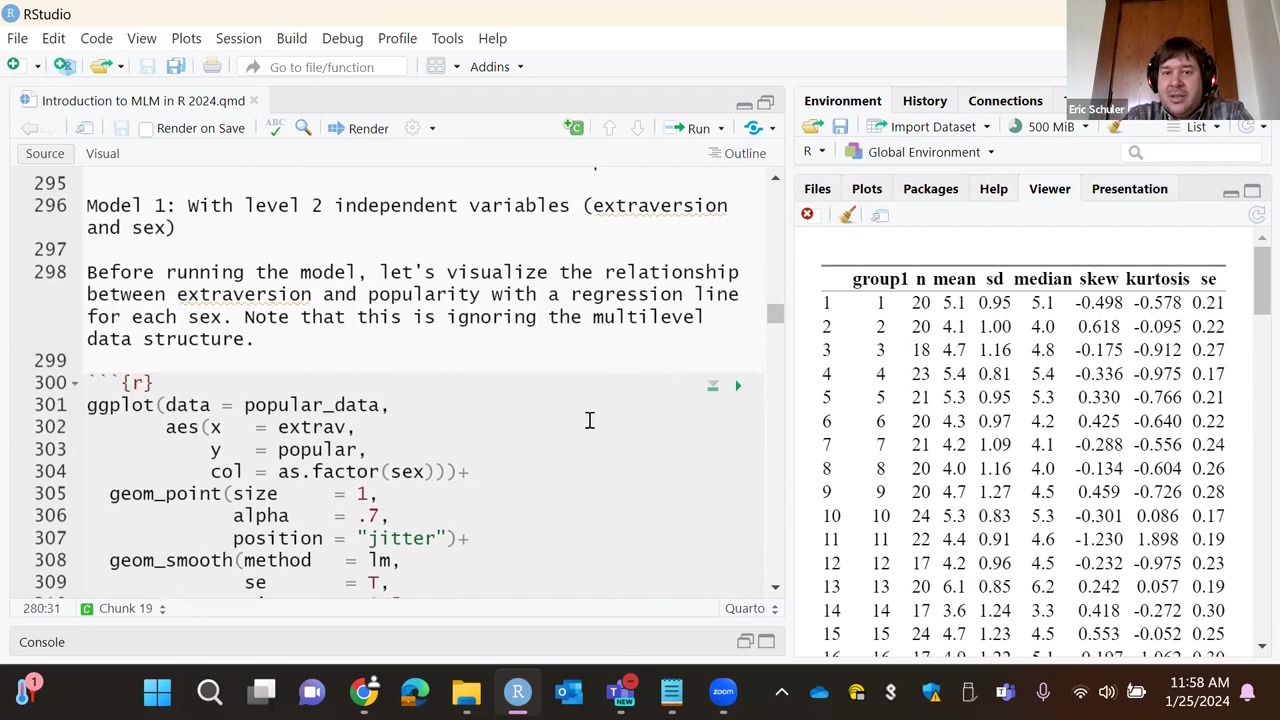 RStudio
File Edit Code View Plots Session Build Debug Profile Tools Help
Go to file/function Addins
Eric Schuler
Introduction to MLM in R 2024.qmd
Render on Save ABC Render Run
Source Visual Outline
295
296 Model 1: With level 2 independent variables (extraversion
and sex)
297
298 Before running the model, let's visualize the relationship
between extraversion and popularity with a regression line
for each sex. Note that this is ignoring the multilevel
data structure.
299
300 ```{r}
301 ggplot(data = popular_data,
302 aes(x = extrav,
303 y = popular,
304 col = as.factor(sex)))+
305 geom_point(size = 1,
306 alpha = .7,
307 position = "jitter")+
308 geom_smooth(method = lm,
309 se = T,
280:31 Chunk 19 Quarto
Console
Environment History Connections
Import Dataset 500 MiB List
R Global Environment
Files Plots Packages Help Viewer Presentation
group1 n mean sd median skew kurtosis se
1 1 20 5.1 0.95 5.1 -0.498 -0.578 0.21
2 2 20 4.1 1.00 4.0 0.618 -0.095 0.22
3 3 18 4.7 1.16 4.8 -0.175 -0.912 0.27
4 4 23 5.4 0.81 5.4 -0.336 -0.975 0.17
5 5 21 5.3 0.95 5.3 0.330 -0.766 0.21
6 6 20 4.3 0.97 4.2 0.425 -0.640 0.22
7 7 21 4.2 1.09 4.1 -0.288 -0.556 0.24
8 8 20 4.0 1.16 4.0 -0.134 -0.604 0.26
9 9 20 4.7 1.27 4.5 0.459 -0.726 0.28
10 10 24 5.3 0.83 5.3 -0.301 0.086 0.17
11 11 22 4.4 0.91 4.6 -1.230 1.898 0.19
12 12 17 4.2 0.96 4.5 -0.232 -0.975 0.23
13 13 20 6.1 0.85 6.2 0.242 0.057 0.19
14 14 17 3.6 1.24 3.3 0.418 -0.272 0.30
15 15 24 4.7 1.23 4.5 0.553 -0.052 0.25
1
NEW
zoom
11:58 AM
1/25/2024